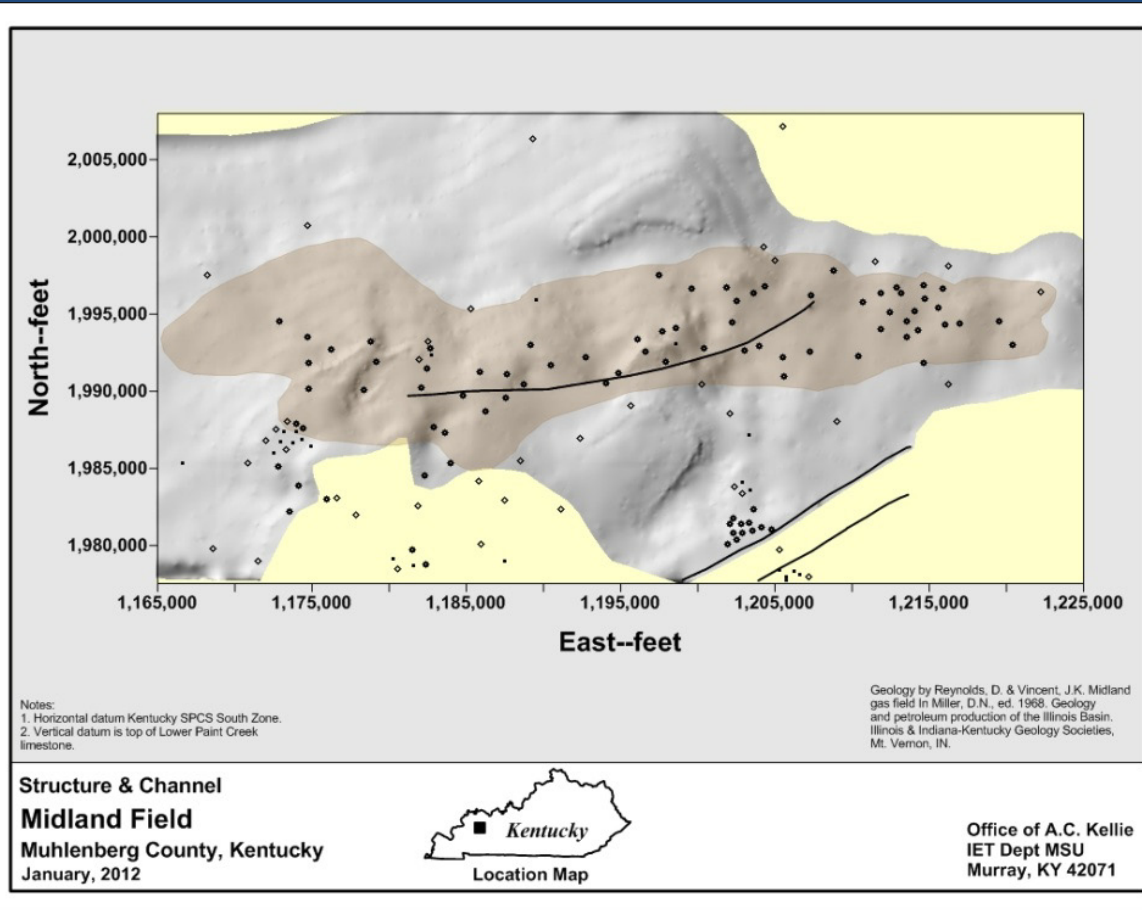 2,005,000
2,000,000
1,995,000
1,990,000
1,985,000
1,980,000
North--feet
1,165,000 1,175,000 1,185,000 1,195,000 1,205,000 1,215,000 1,225,000
East--feet
Notes:
1. Horizontal datum Kentucky SPCS South Zone.
2. Vertical datum is top of Lower Paint Creek
limestone.
Geology by Reynolds, D. & Vincent, J.K. Midland
gas field In Miller, D.N., ed. 1968. Geology
and petroleum production of the Illinois Basin.
Illinois & Indiana-Kentucky Geology Societies,
Mt. Vernon, IN.
Structure & Channel
Midland Field
Muhlenberg County, Kentucky
January, 2012
Kentucky
Location Map
Office of A.C. Kellie
IET Dept MSU
Murray, KY 42071